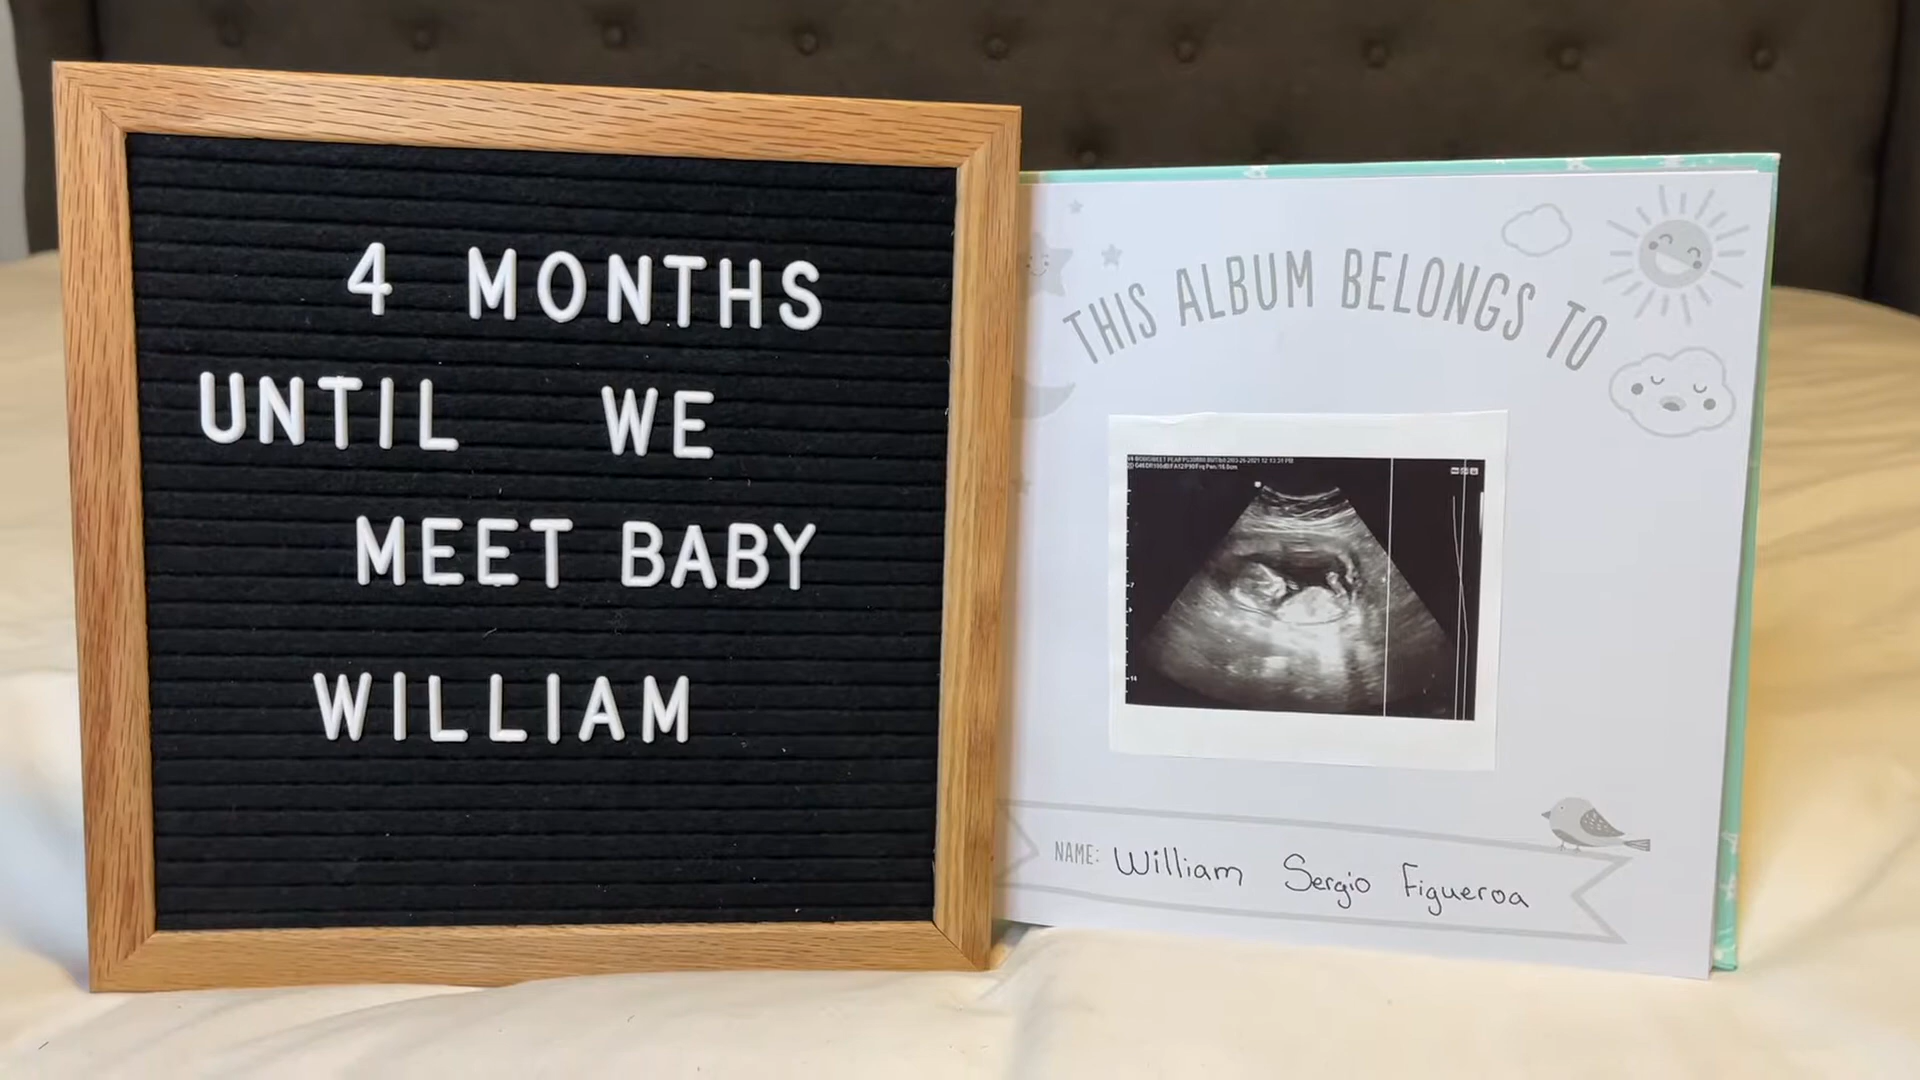 4 MONTHS
UNTIL WE
MEET BABY
WILLIAM
THIS ALBUM BELONGS TO
NAME: William Sergio Figueroa